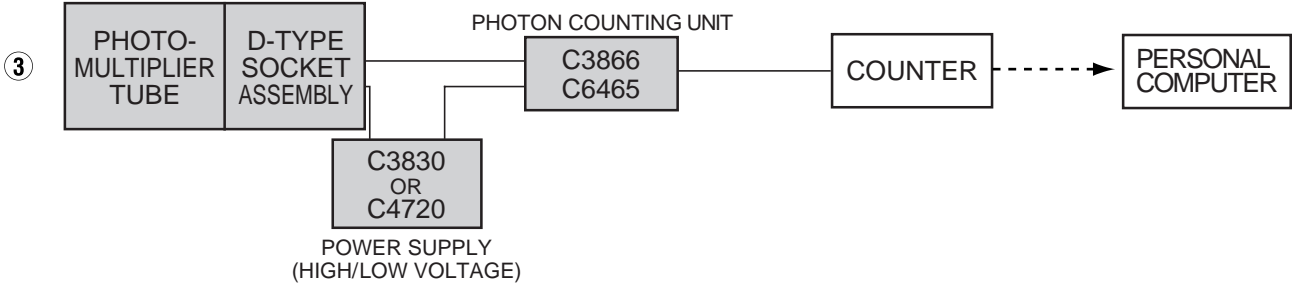 ③
PHOTO-
MULTIPLIER
TUBE
D-TYPE
SOCKET
ASSEMBLY
PHOTON COUNTING UNIT
C3866
C6465
COUNTER
PERSONAL
COMPUTER
C3830
OR
C4720
POWER SUPPLY
(HIGH/LOW VOLTAGE)